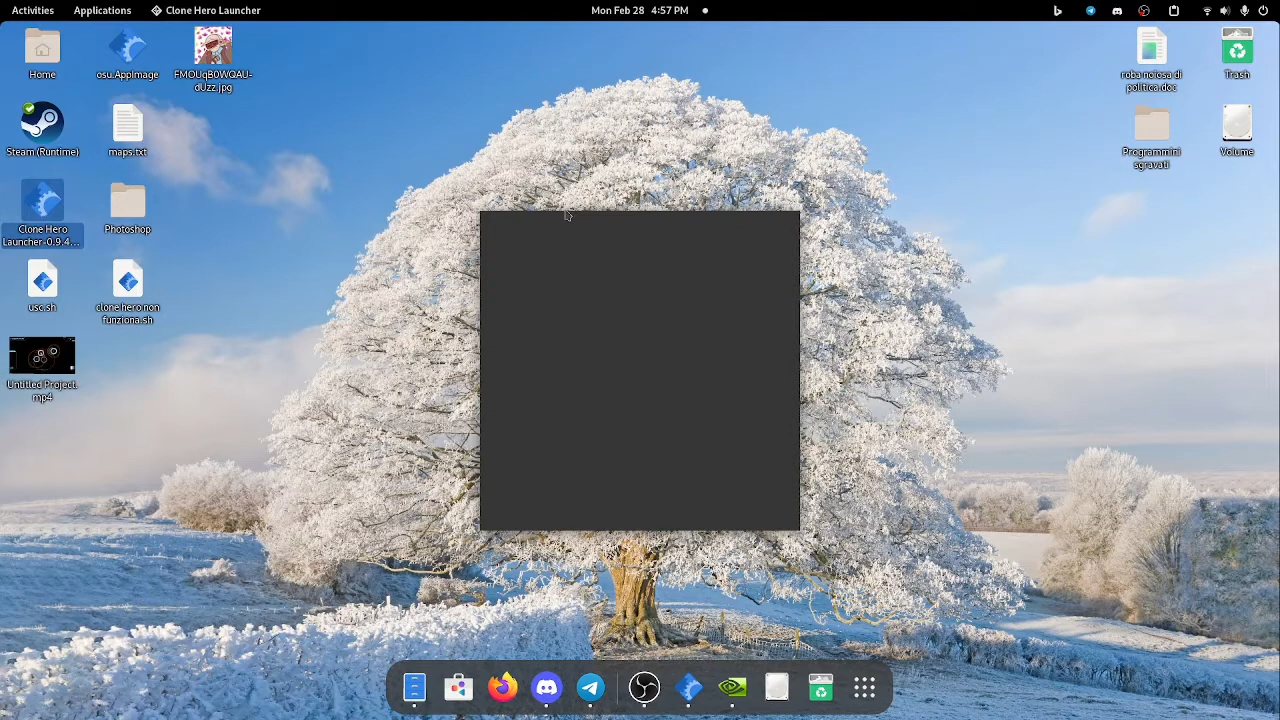 Activities
Applications
Clone Hero Launcher
Mon Feb 28 4:57 PM
Home
osu.AppImage
FMOUqB0WQAU-
dUzz.jpg
roba noiosa di
politica.doc
Trash
Steam (Runtime)
maps.txt
Programmini
sgravati
Volume
Clone Hero
Launcher-0.9.4...
Photoshop
usc.sh
clone hero non
funziona.sh
Untitled Project.
mp4